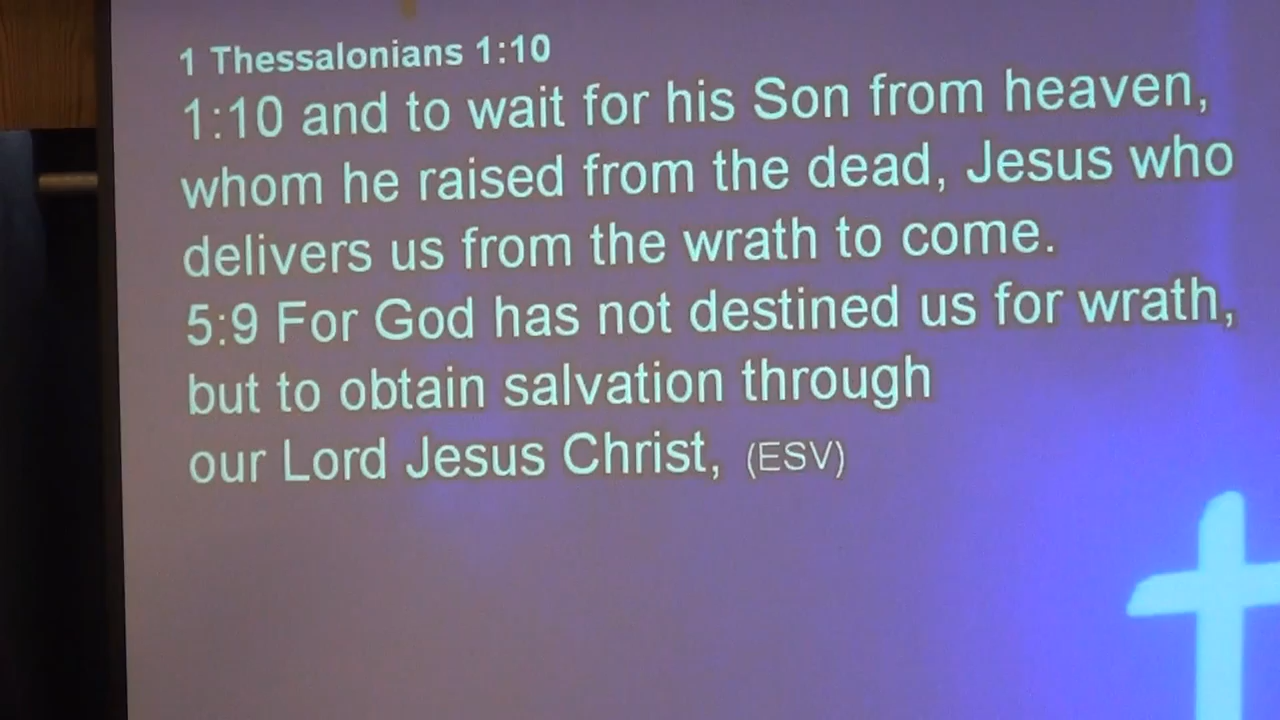 1 Thessalonians 1:10
1:10 and to wait for his Son from heaven,
whom he raised from the dead, Jesus who
delivers us from the wrath to come.
5:9 For God has not destined us for wrath,
but to obtain salvation through
our Lord Jesus Christ, (ESV)